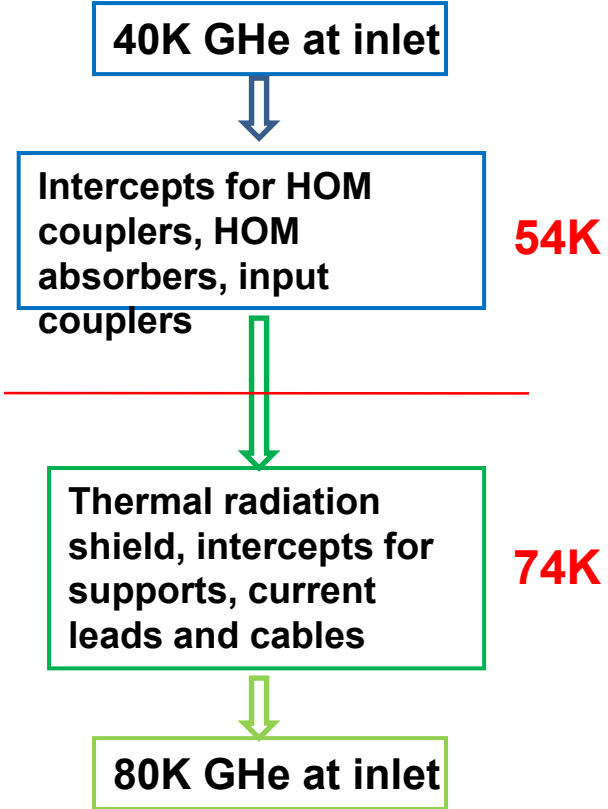 40K GHe at inlet
Intercepts for HOM
couplers, HOM
absorbers, input
couplers
54K
Thermal radiation
shield, intercepts for
supports, current
leads and cables
74K
80K GHe at inlet